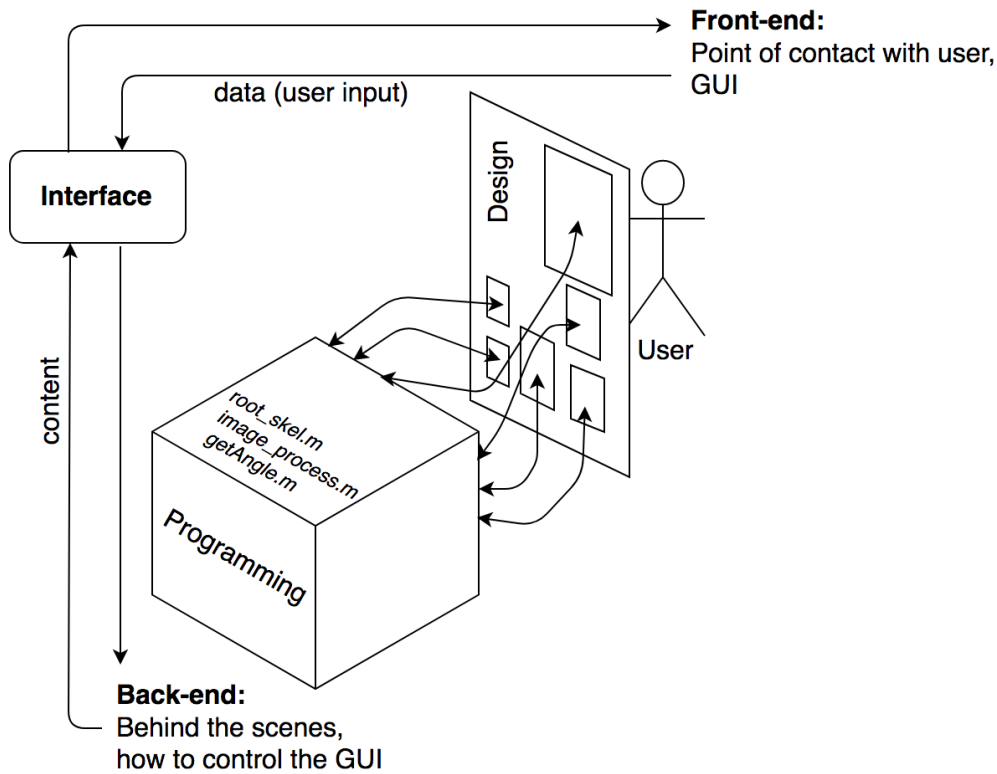 Front-end:
Point of contact with user,
GUI
data (user input)
Interface
Design
User
content
root_skel.m
image_process.m
getAngle.m
Programming
Back-end:
Behind the scenes,
how to control the GUI